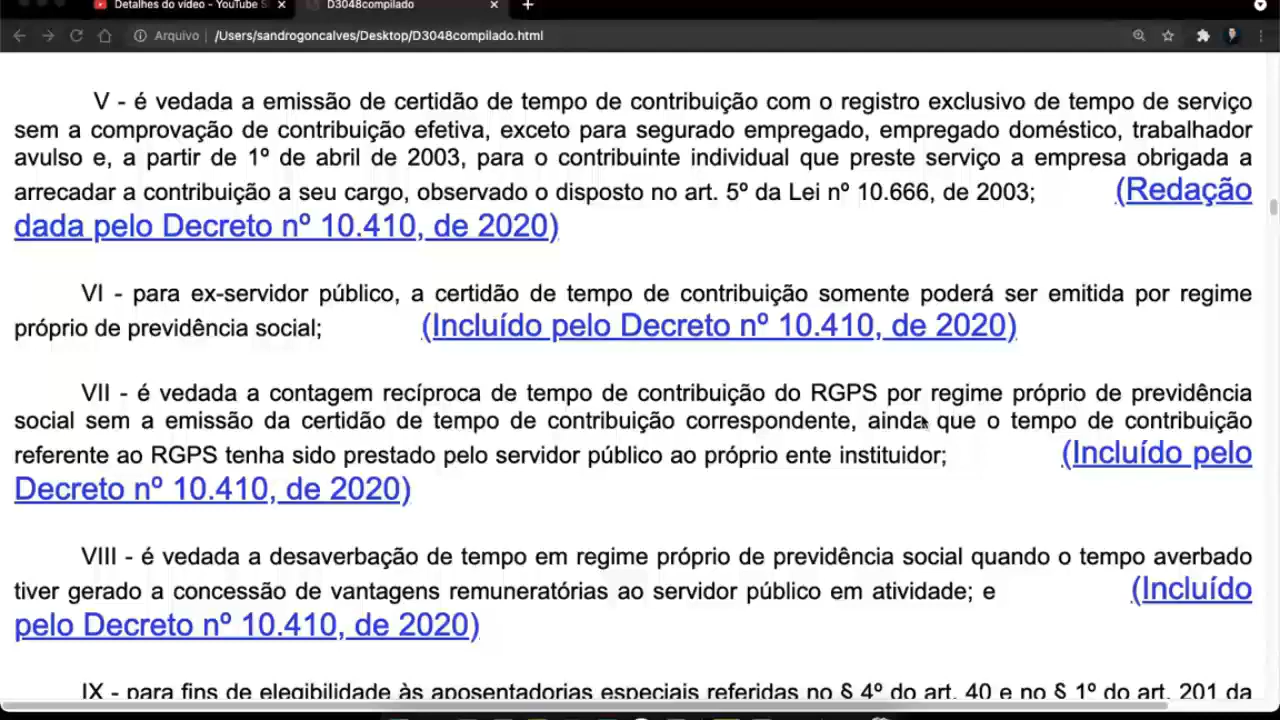 Detalhes do vídeo - YouTube S
D3048compilado
Arquivo | /Users/sandrogoncalves/Desktop/D3048compilado.html
V - é vedada a emissão de certidão de tempo de contribuição com o registro exclusivo de tempo de serviço
sem a comprovação de contribuição efetiva, exceto para segurado empregado, empregado doméstico, trabalhador
avulso e, a partir de 1º de abril de 2003, para o contribuinte individual que preste serviço a empresa obrigada a
arrecadar a contribuição a seu cargo, observado o disposto no art. 5º da Lei nº 10.666, de 2003; (Redação
dada pelo Decreto nº 10.410, de 2020)
VI - para ex-servidor público, a certidão de tempo de contribuição somente poderá ser emitida por regime
próprio de previdência social; (Incluído pelo Decreto nº 10.410, de 2020)
VII - é vedada a contagem recíproca de tempo de contribuição do RGPS por regime próprio de previdência
social sem a emissão da certidão de tempo de contribuição correspondente, ainda que o tempo de contribuição
referente ao RGPS tenha sido prestado pelo servidor público ao próprio ente instituidor; (Incluído pelo
Decreto nº 10.410, de 2020)
VIII - é vedada a desaverbação de tempo em regime próprio de previdência social quando o tempo averbado
tiver gerado a concessão de vantagens remuneratórias ao servidor público em atividade; e (Incluído
pelo Decreto nº 10.410, de 2020)
IX - para fins de elegibilidade às aposentadorias especiais referidas no § 4º do art. 40 e no § 1º do art. 201 da